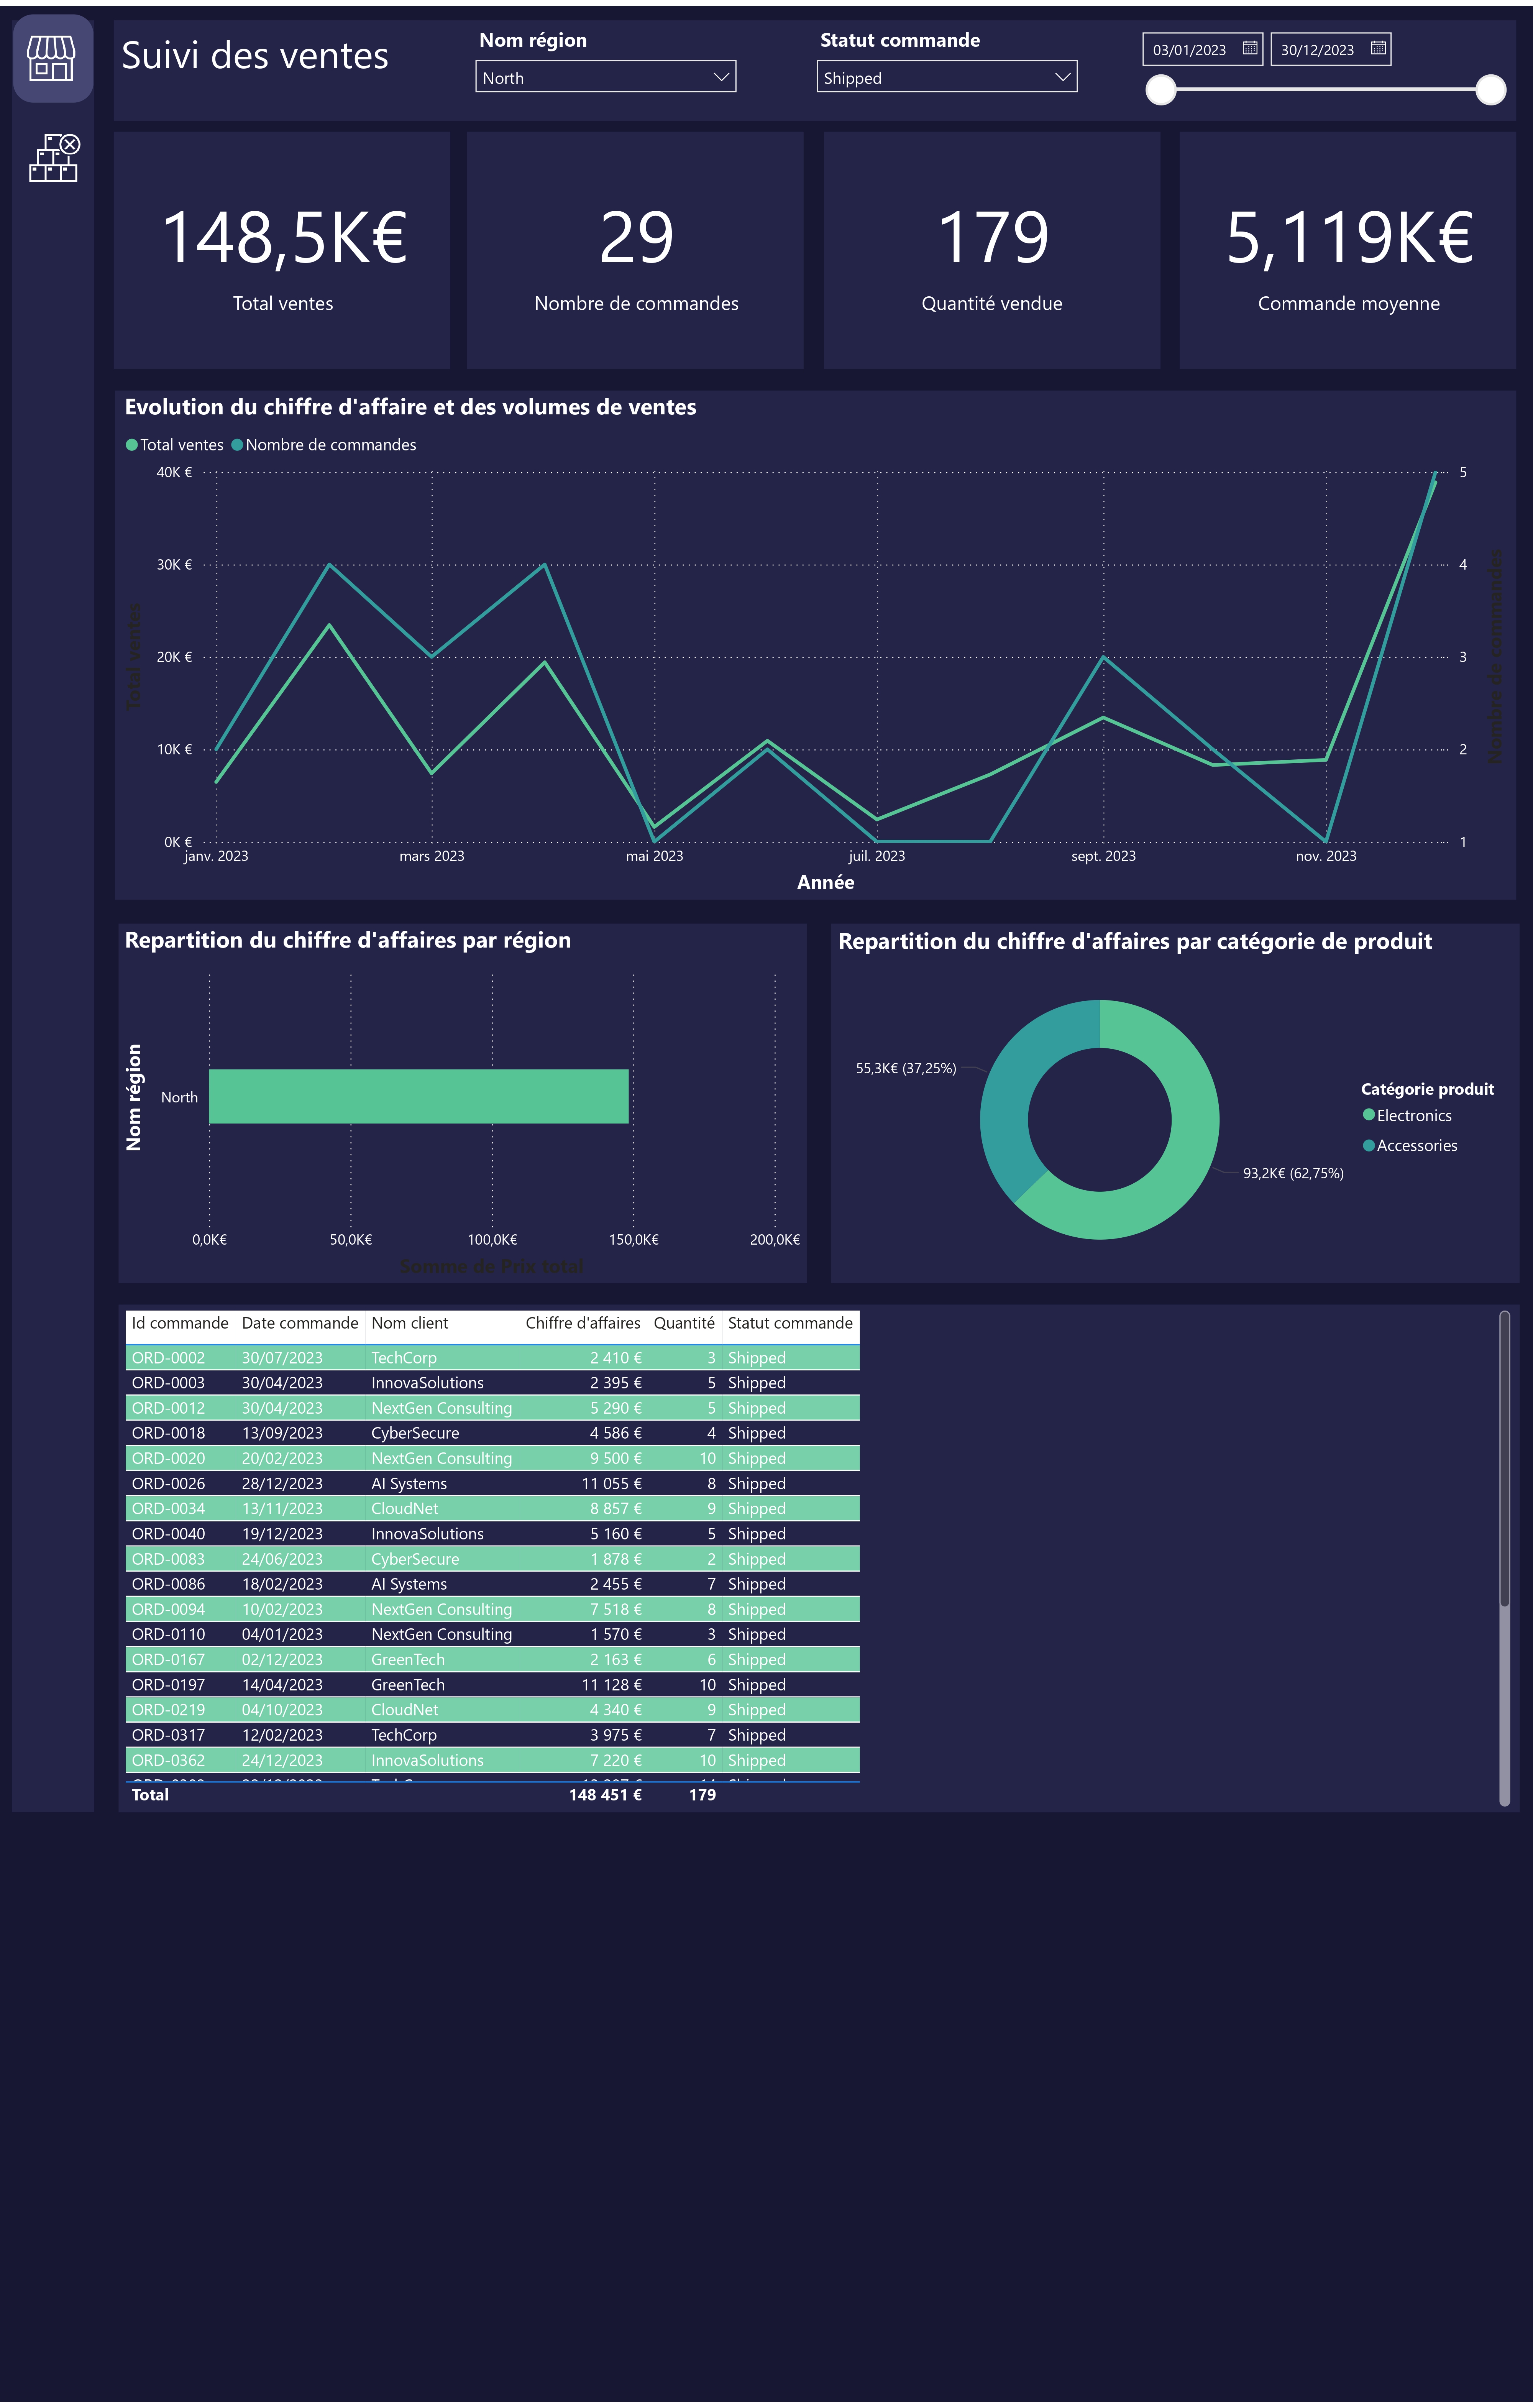 Suivi des ventes
Nom région
North
Statut commande
Shipped
03/01/2023 30/12/2023
148,5K€
Total ventes
29
Nombre de commandes
179
Quantité vendue
5,119K€
Commande moyenne
Evolution du chiffre d'affaire et des volumes de ventes
Total ventes Nombre de commandes
40K €
30K €
20K €
10K €
0K €
Total ventes
5
4
3
2
1
Nombre de commandes
janv. 2023 mars 2023 mai 2023 juil. 2023 sept. 2023 nov. 2023
Année
Repartition du chiffre d'affaires par région
Nom région
North
0,0K€ 50,0K€ 100,0K€ 150,0K€ 200,0K€
Somme de Prix total
Repartition du chiffre d'affaires par catégorie de produit
55,3K€ (37,25%)
93,2K€ (62,75%)
Catégorie produit
Electronics
Accessories
Id commande Date commande Nom client Chiffre d'affaires Quantité Statut commande
ORD-0002 30/07/2023 TechCorp 2 410 € 3 Shipped
ORD-0003 30/04/2023 InnovaSolutions 2 395 € 5 Shipped
ORD-0012 30/04/2023 NextGen Consulting 5 290 € 5 Shipped
ORD-0018 13/09/2023 CyberSecure 4 586 € 4 Shipped
ORD-0020 20/02/2023 NextGen Consulting 9 500 € 10 Shipped
ORD-0026 28/12/2023 AI Systems 11 055 € 8 Shipped
ORD-0034 13/11/2023 CloudNet 8 857 € 9 Shipped
ORD-0040 19/12/2023 InnovaSolutions 5 160 € 5 Shipped
ORD-0083 24/06/2023 CyberSecure 1 878 € 2 Shipped
ORD-0086 18/02/2023 AI Systems 2 455 € 7 Shipped
ORD-0094 10/02/2023 NextGen Consulting 7 518 € 8 Shipped
ORD-0110 04/01/2023 NextGen Consulting 1 570 € 3 Shipped
ORD-0167 02/12/2023 GreenTech 2 163 € 6 Shipped
ORD-0197 14/04/2023 GreenTech 11 128 € 10 Shipped
ORD-0219 04/10/2023 CloudNet 4 340 € 9 Shipped
ORD-0317 12/02/2023 TechCorp 3 975 € 7 Shipped
ORD-0362 24/12/2023 InnovaSolutions 7 220 € 10 Shipped
Total 148 451 € 179